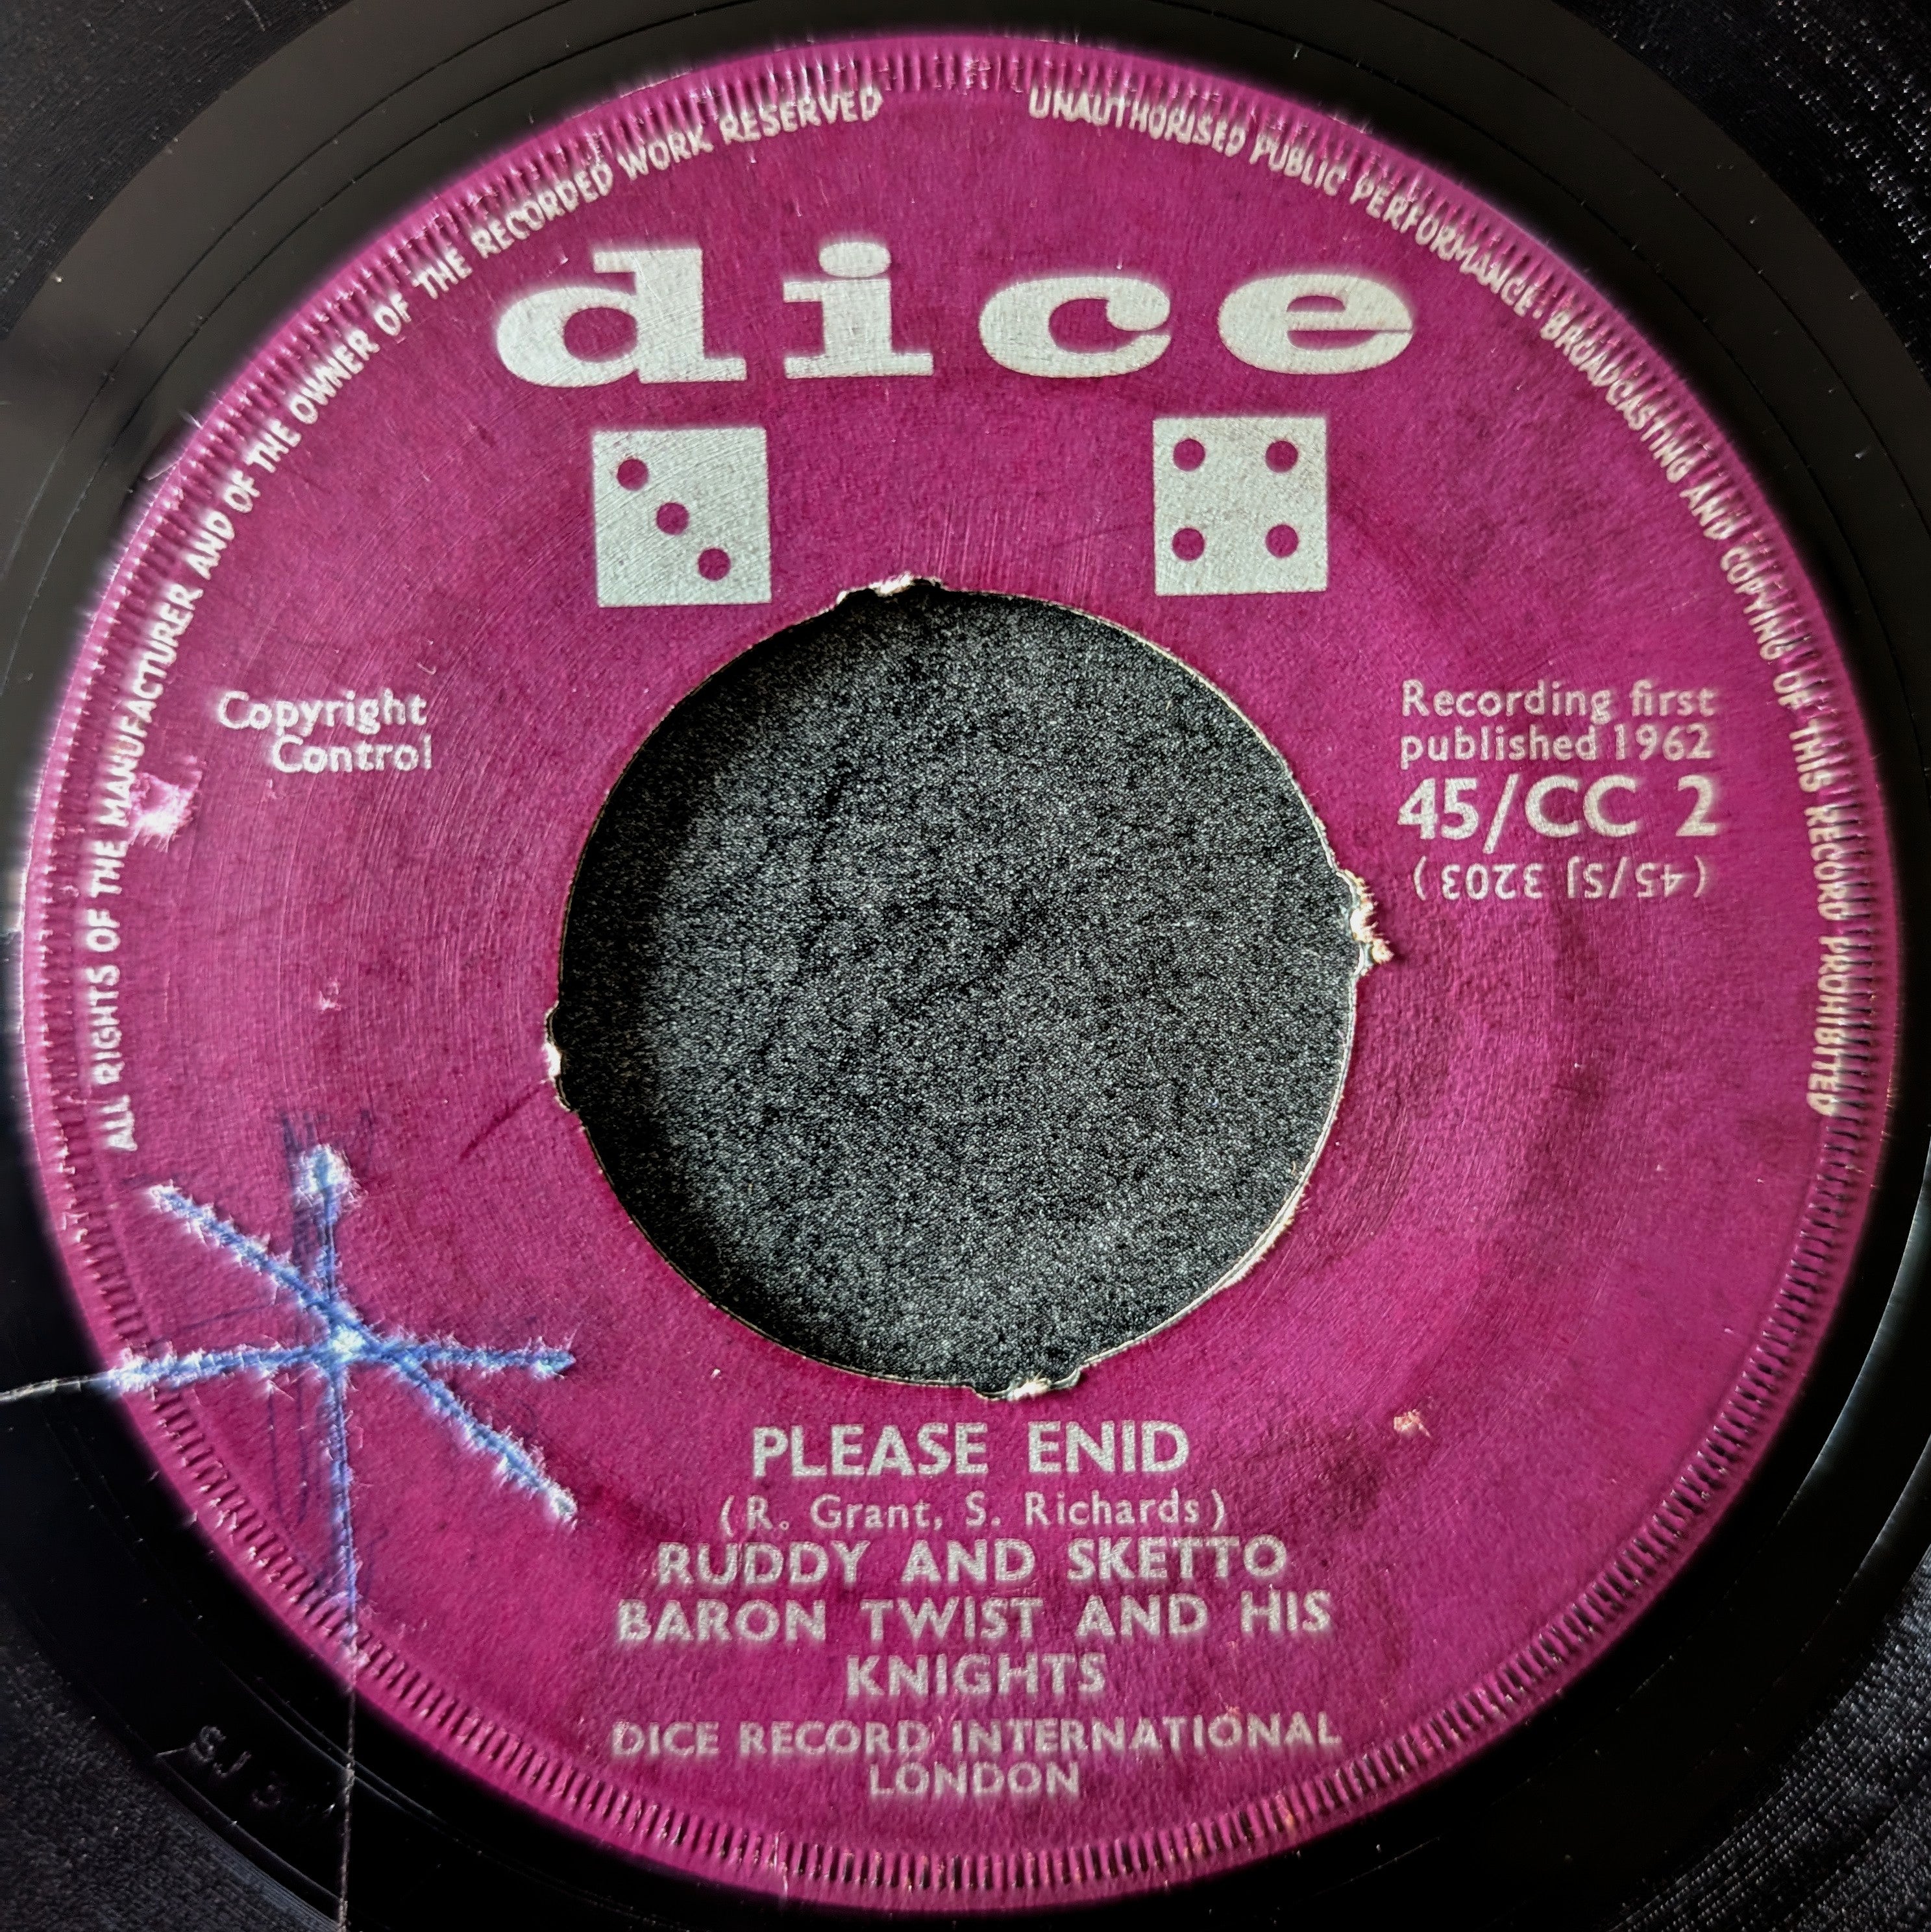 ALL RIGHTS OF THE MANUFACTURER AND OF THE OWNER OF THE RECORDED WORK RESERVED
UNAUTHORISED PUBLIC PERFORMANCE · BROADCASTING AND COPYING OF THIS RECORD PROHIBITED
dice
Copyright
Control
Recording first
published 1962
45/CC 2
(45/SJ 3203)
PLEASE ENID
(R. Grant, S. Richards)
RUDDY AND SKETTO
BARON TWIST AND HIS
KNIGHTS
DICE RECORD INTERNATIONAL
LONDON